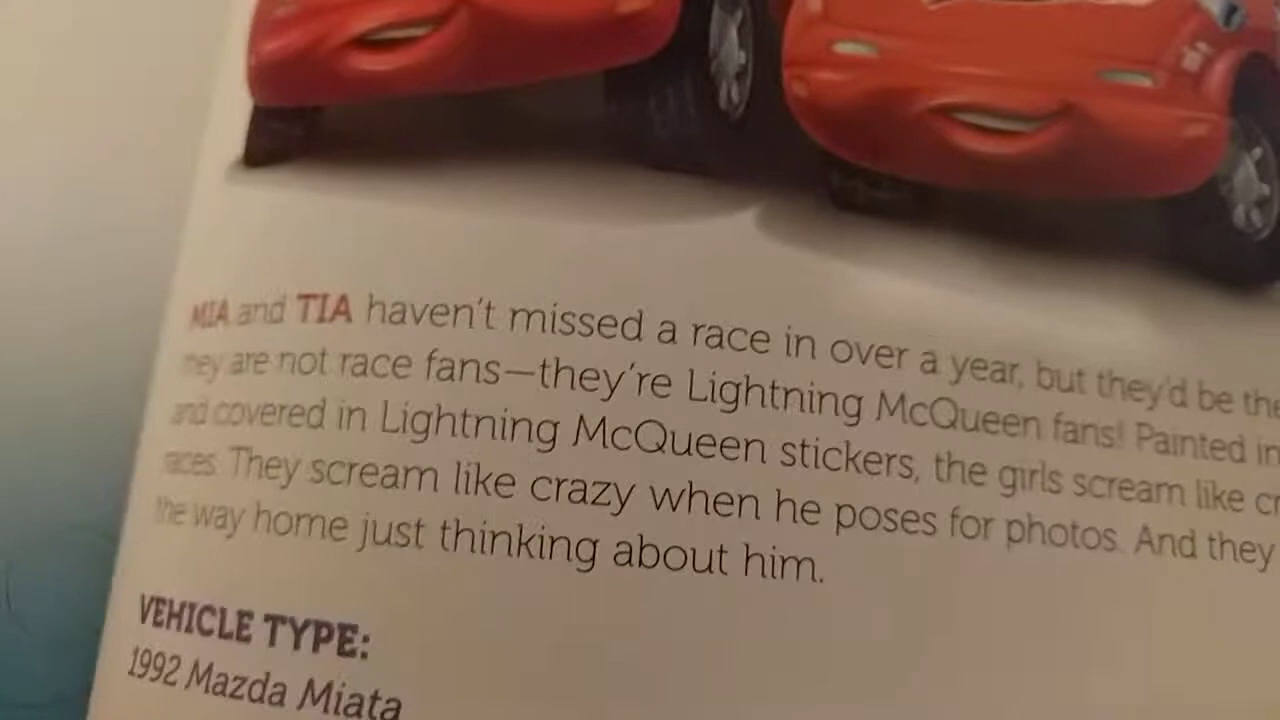 MIA and TIA haven't missed a race in over a year, but they'd be the
they are not race fans—they're Lightning McQueen fans! Painted in
and covered in Lightning McQueen stickers, the girls scream like cr
races. They scream like crazy when he poses for photos. And they
the way home just thinking about him.
VEHICLE TYPE:
1992 Mazda Miata